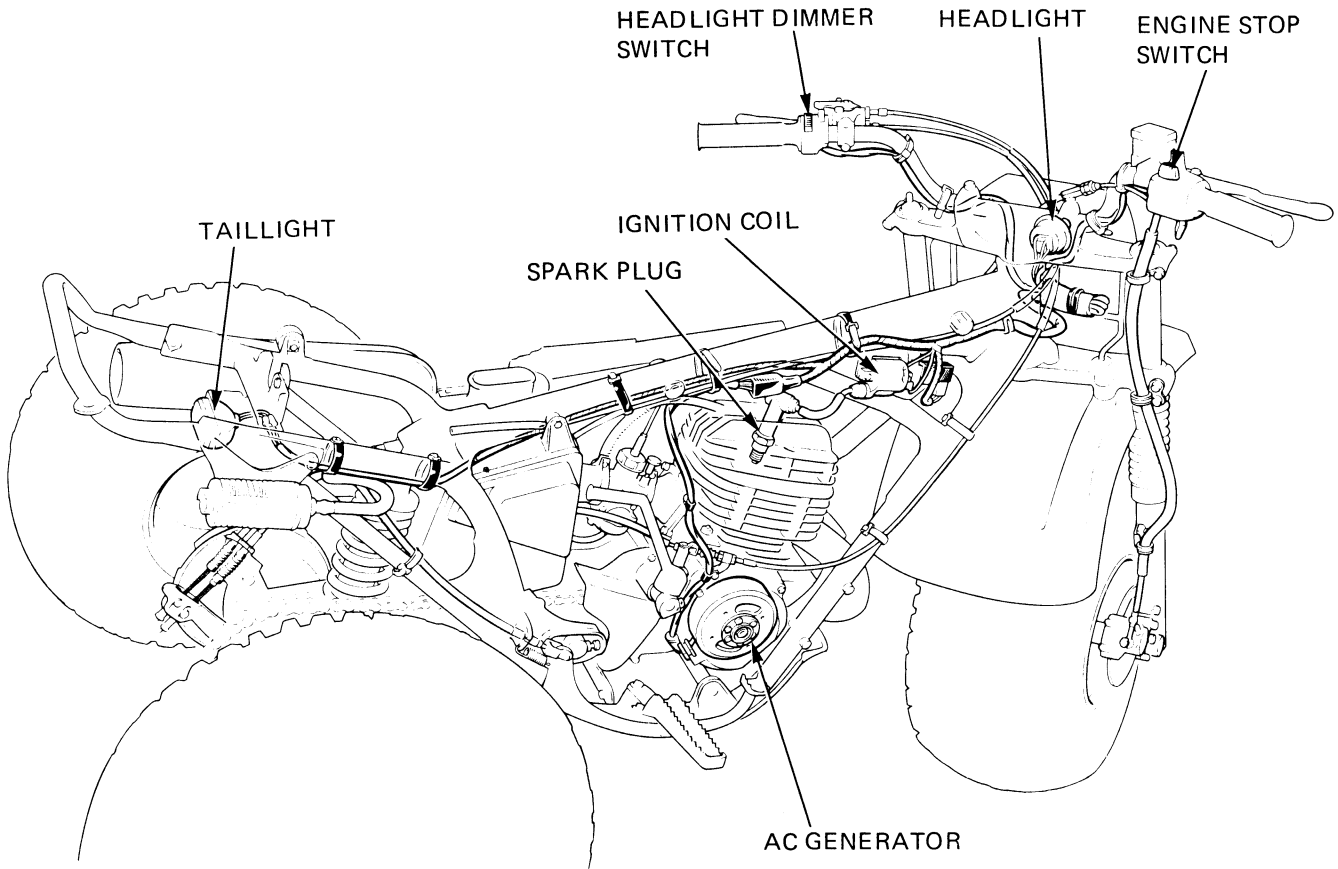 HEADLIGHT DIMMER
SWITCH
HEADLIGHT
ENGINE STOP
SWITCH
TAILLIGHT
IGNITION COIL
SPARK PLUG
AC GENERATOR